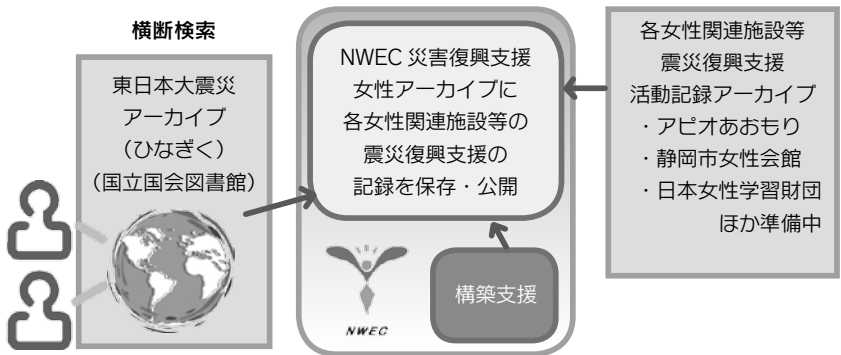 横断検索
東日本大震災
アーカイブ
（ひなぎく）
（国立国会図書館）
NWEC 災害復興支援
女性アーカイブに
各女性関連施設等の
震災復興支援の
記録を保存・公開
NWEC
構築支援
各女性関連施設等
震災復興支援
活動記録アーカイブ
・アピオあおもり
・静岡市女性会館
・日本女性学習財団
ほか準備中